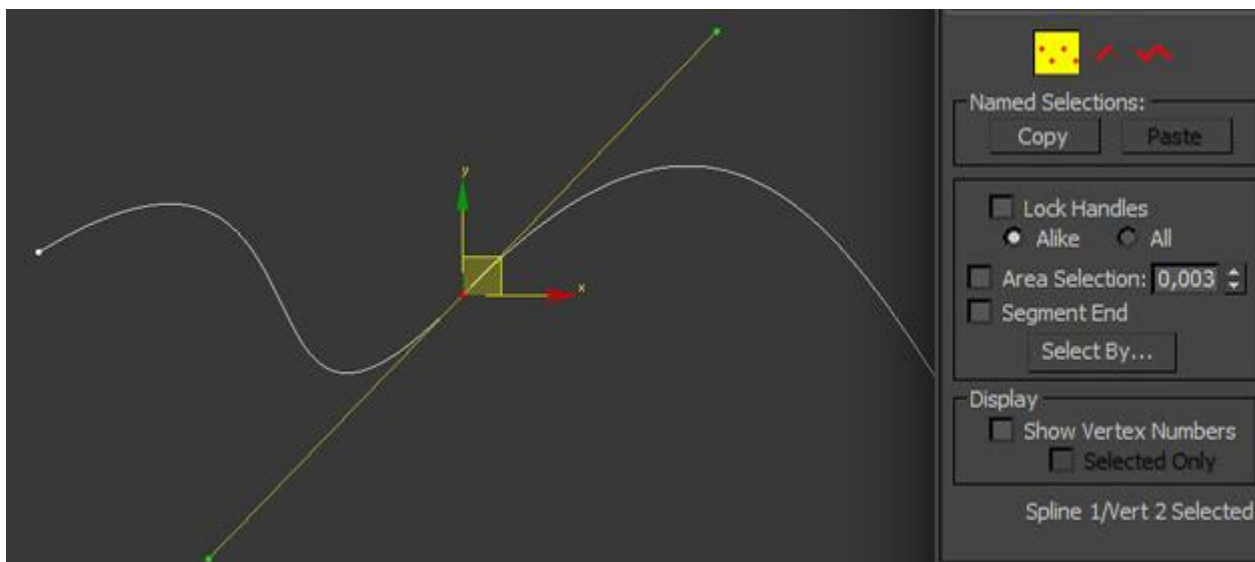 y
x
Named Selections:
Copy Paste
Lock Handles
Alike All
Area Selection: 0,003
Segment End
Select By...
Display
Show Vertex Numbers
Selected Only
Spline 1/Vert 2 Selected